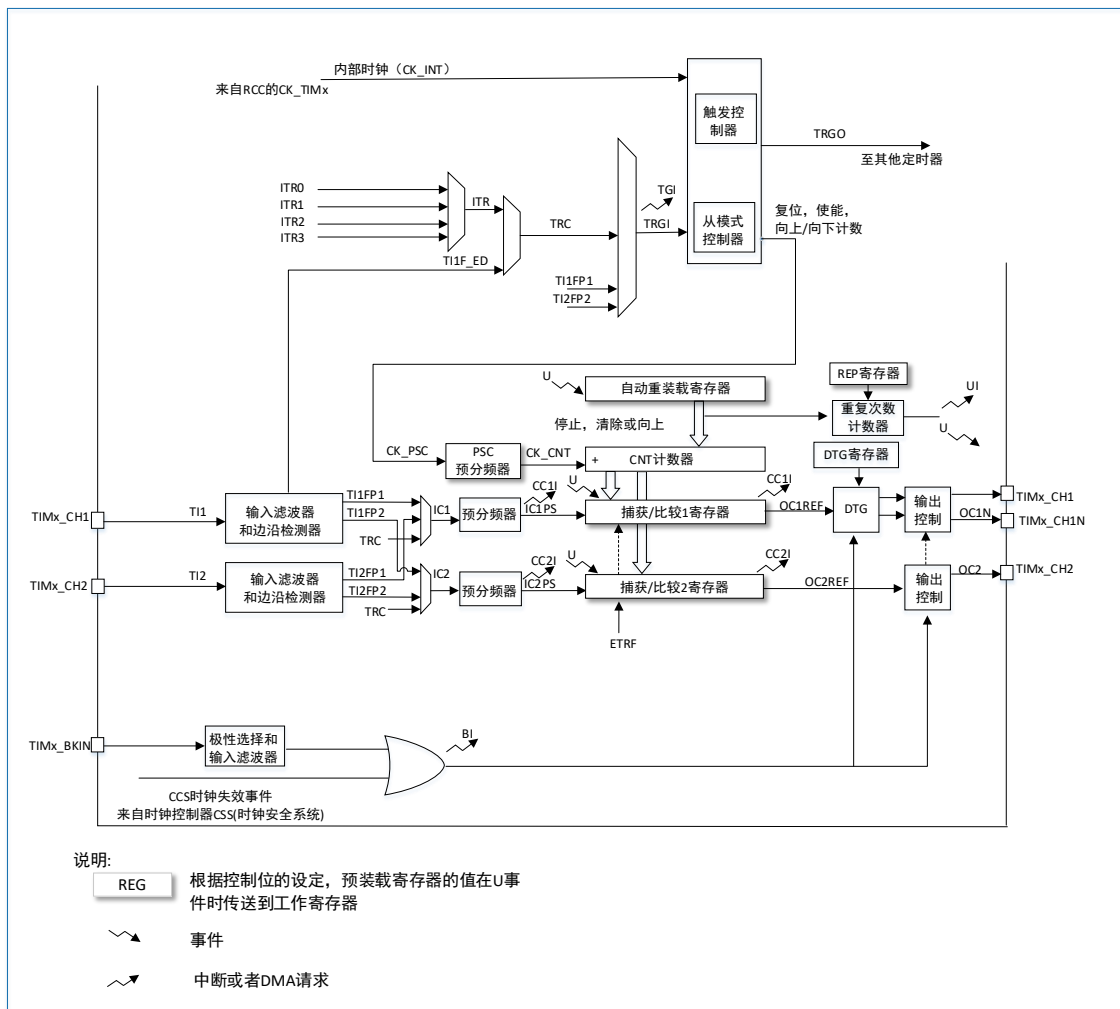 内部时钟（CK_INT）
来自RCC的CK_TIMx
触发控
制器
TRGO
至其他定时器
ITR0
ITR1
ITR2
ITR3
ITR
TI1F_ED
TRC
TGI
TRGI
TI1FP1
TI2FP2
从模式
控制器
复位，使能，
向上/向下计数
U
自动重装载寄存器
REP寄存器
UI
重复次数
计数器
U
停止，清除或向上
DTG寄存器
CK_PSC
PSC
预分频器
CK_CNT
+
CNT计数器
TIMx_CH1
TI1
输入滤波器
和边沿检测器
TI1FP1
TI1FP2
TRC
IC1
预分频器
CC1I
IC1PS
U
捕获/比较1寄存器
CC1I
OC1REF
DTG
输出
控制
TIMx_CH1
OC1N
TIMx_CH1N
TIMx_CH2
TI2
输入滤波器
和边沿检测器
TI2FP1
TI2FP2
TRC
IC2
预分频器
CC2I
IC2PS
U
捕获/比较2寄存器
CC2I
OC2REF
输出
控制
OC2
TIMx_CH2
ETRF
TIMx_BKIN
极性选择和
输入滤波器
BI
CCS时钟失效事件
来自时钟控制器CSS(时钟安全系统)
说明:
REG
根据控制位的设定，预装载寄存器的值在U事
件时传送到工作寄存器
事件
中断或者DMA请求